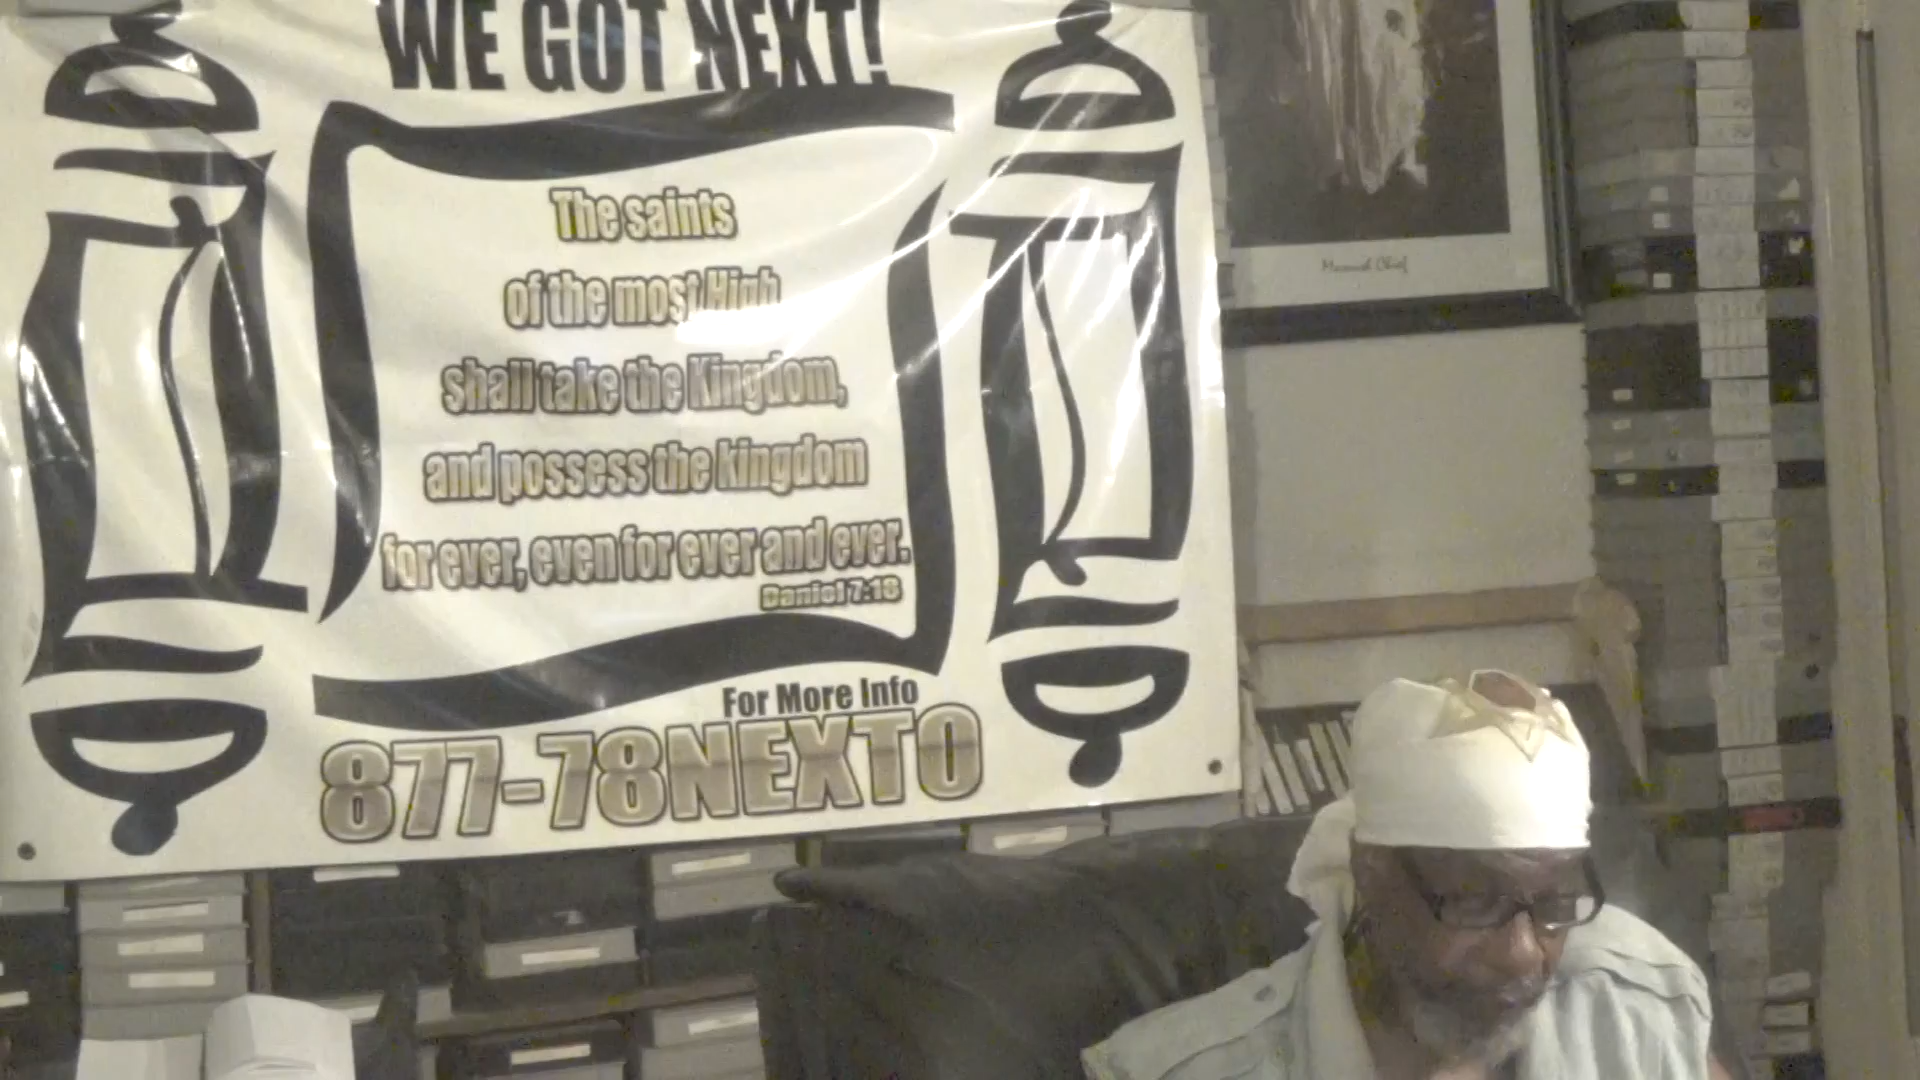 WE GOT NEXT!
The saints
of the most High
shall take the Kingdom,
and possess the kingdom
for ever, even for ever and ever.
Daniel 7:18
For More Info
877-78NEXTO
Chief